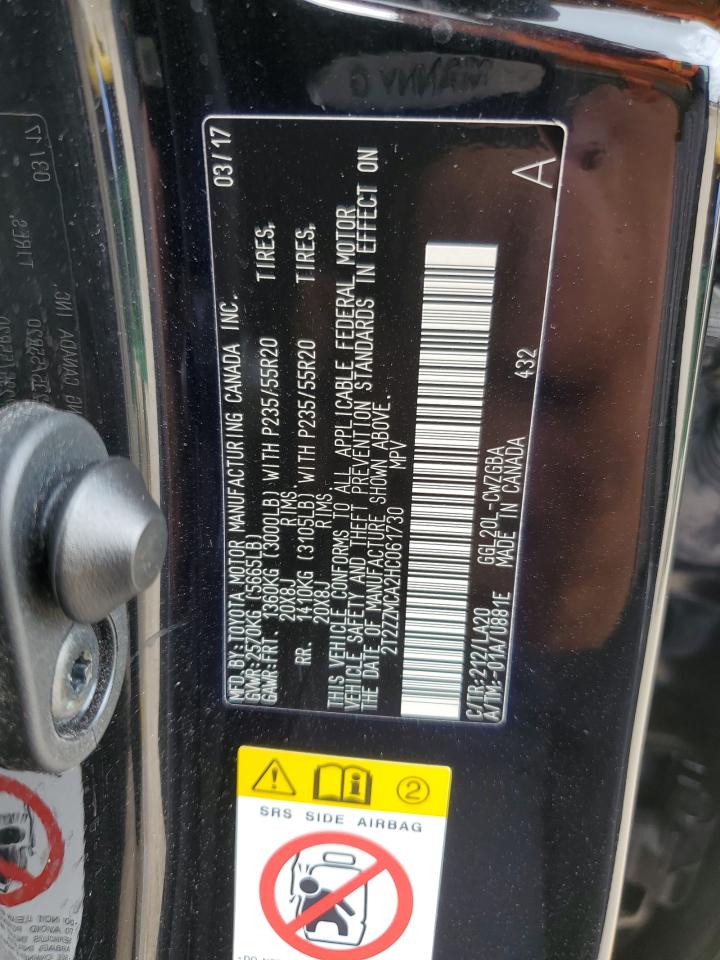 MFD.BY:TOYOTA MOTOR MANUFACTURING CANADA INC. 03/17
GVWR:2570KG (5665LB)
GAWR-FRT. 1360KG (3000LB) WITH P235/55R20 TIRES,
20X8J RIMS.
RR. 1410KG (3105LB) WITH P235/55R20 TIRES,
20X8J RIMS.
THIS VEHICLE CONFORMS TO ALL APPLICABLE FEDERAL MOTOR
VEHICLE SAFETY AND THEFT PREVENTION STANDARDS IN EFFECT ON
THE DATE OF MANUFACTURE SHOWN ABOVE.
2T2ZZMCA2HC061730 MPV
C/TR:212/LA20 GGL20L-CWZGBA 432 A
A/TM:-01A/U881E MADE IN CANADA
2
SRS SIDE AIRBAG